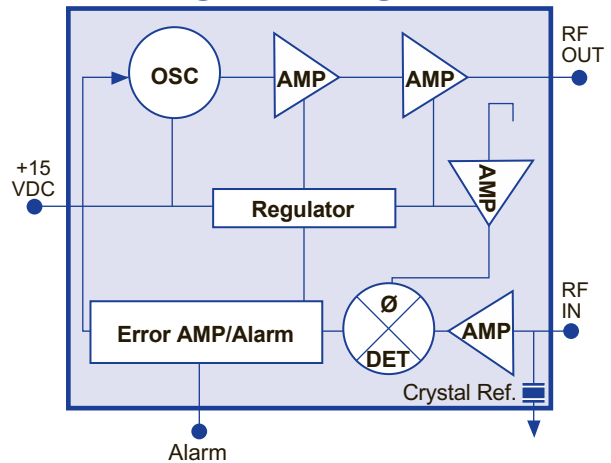 RF
OUT
OSC
AMP
AMP
+15
VDC
AMP
Regulator
RF
IN
Ø
DET
AMP
Error AMP/Alarm
Crystal Ref.
Alarm